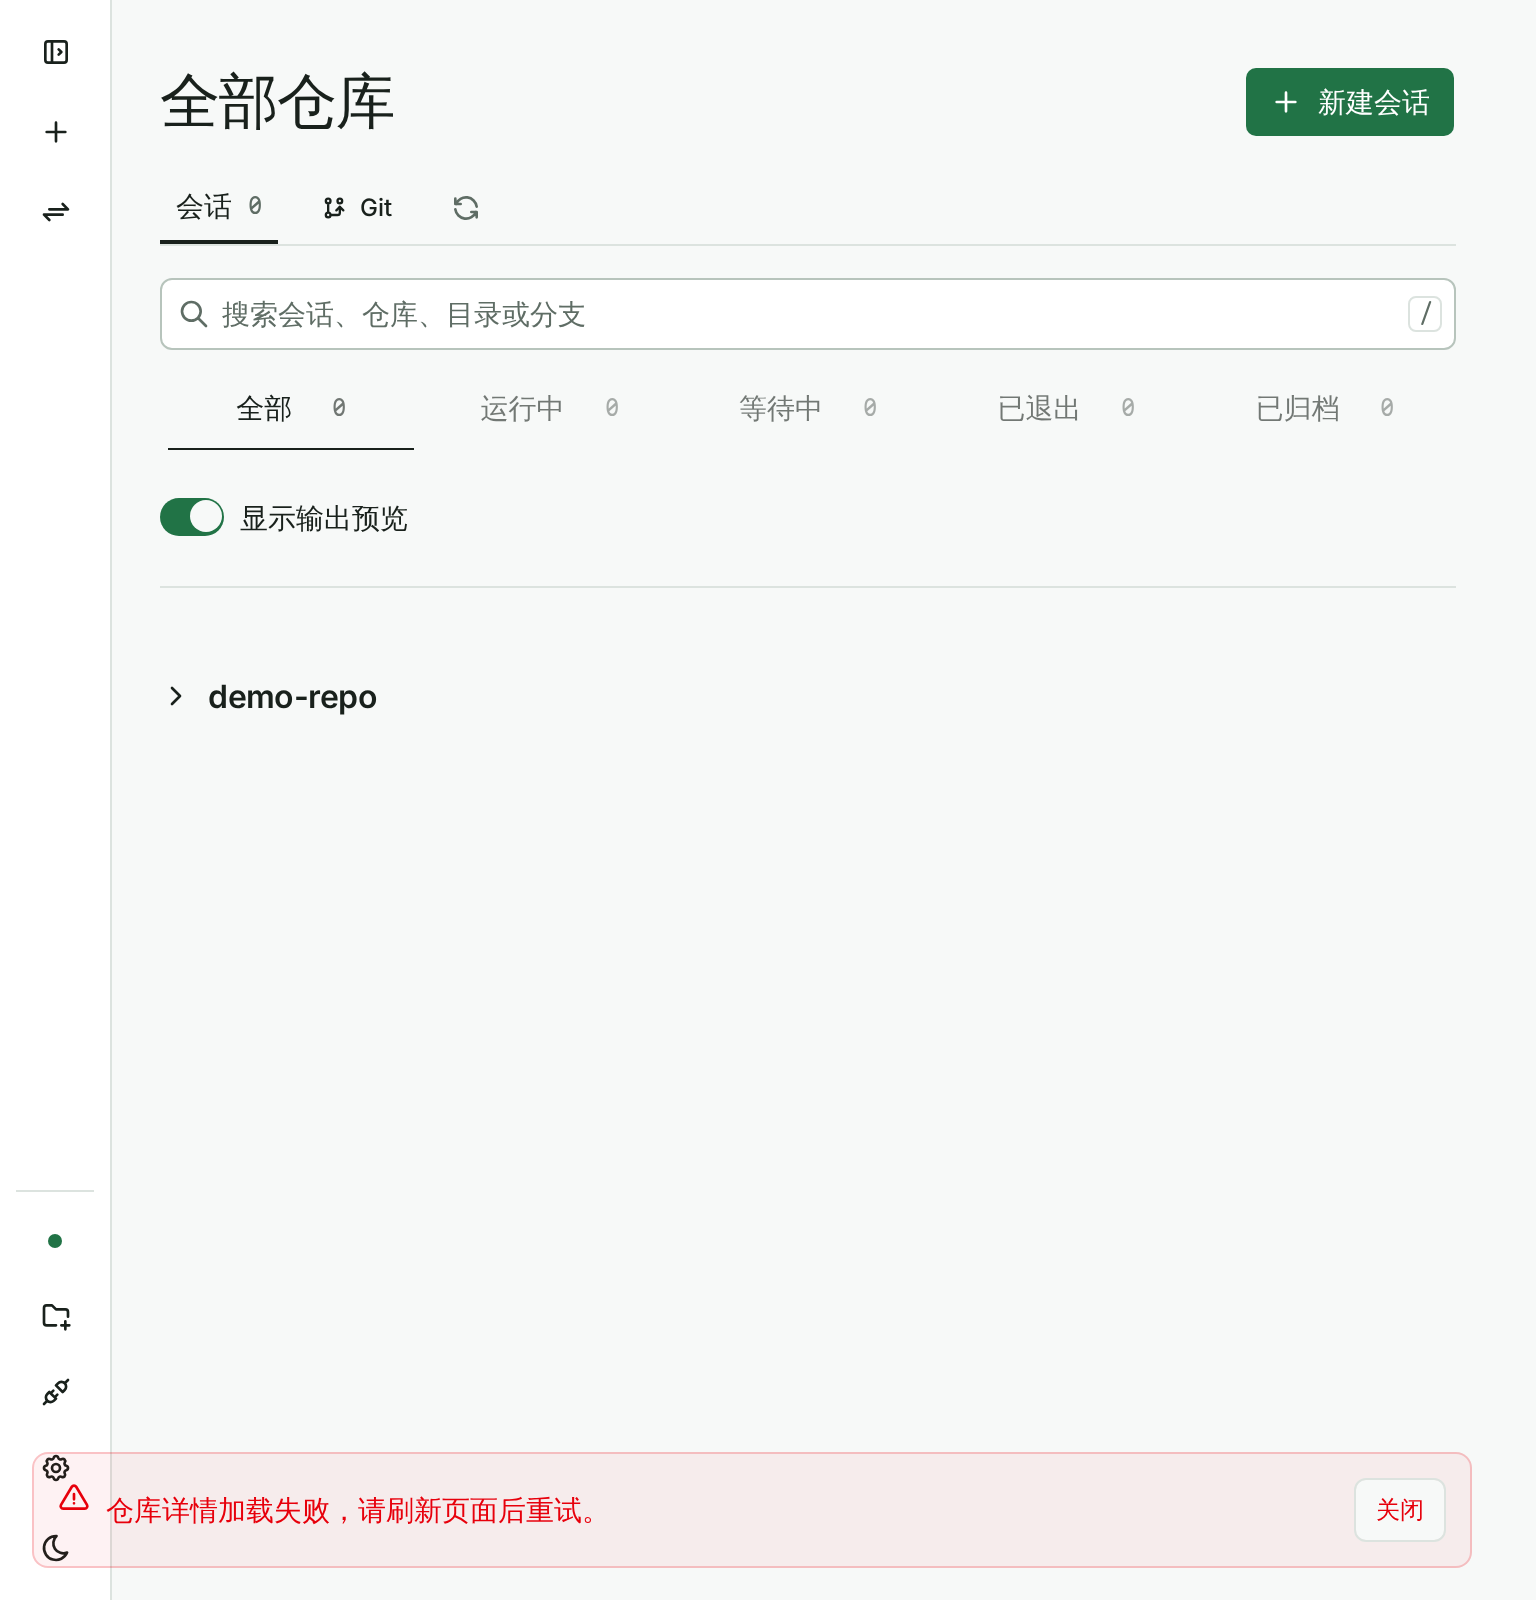 全部仓库
新建会话
会话 0 Git
搜索会话、仓库、目录或分支 /
全部 0 运行中 0 等待中 0 已退出 0 已归档 0
显示输出预览
demo-repo
仓库详情加载失败，请刷新页面后重试。 关闭